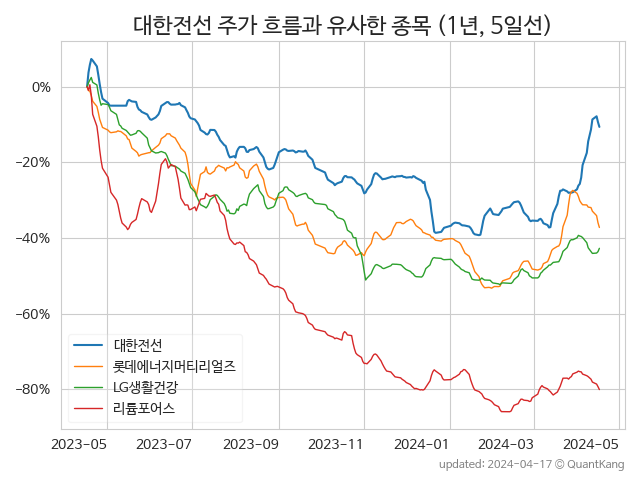 대한전선 주가 흐름과 유사한 종목 (1년, 5일선)
0%
−20%
−40%
−60%
−80%
대한전선
롯데에너지머티리얼즈
LG생활건강
리튬포어스
2023-05 2023-07 2023-09 2023-11 2024-01 2024-03 2024-05
updated: 2024-04-17 © QuantKang